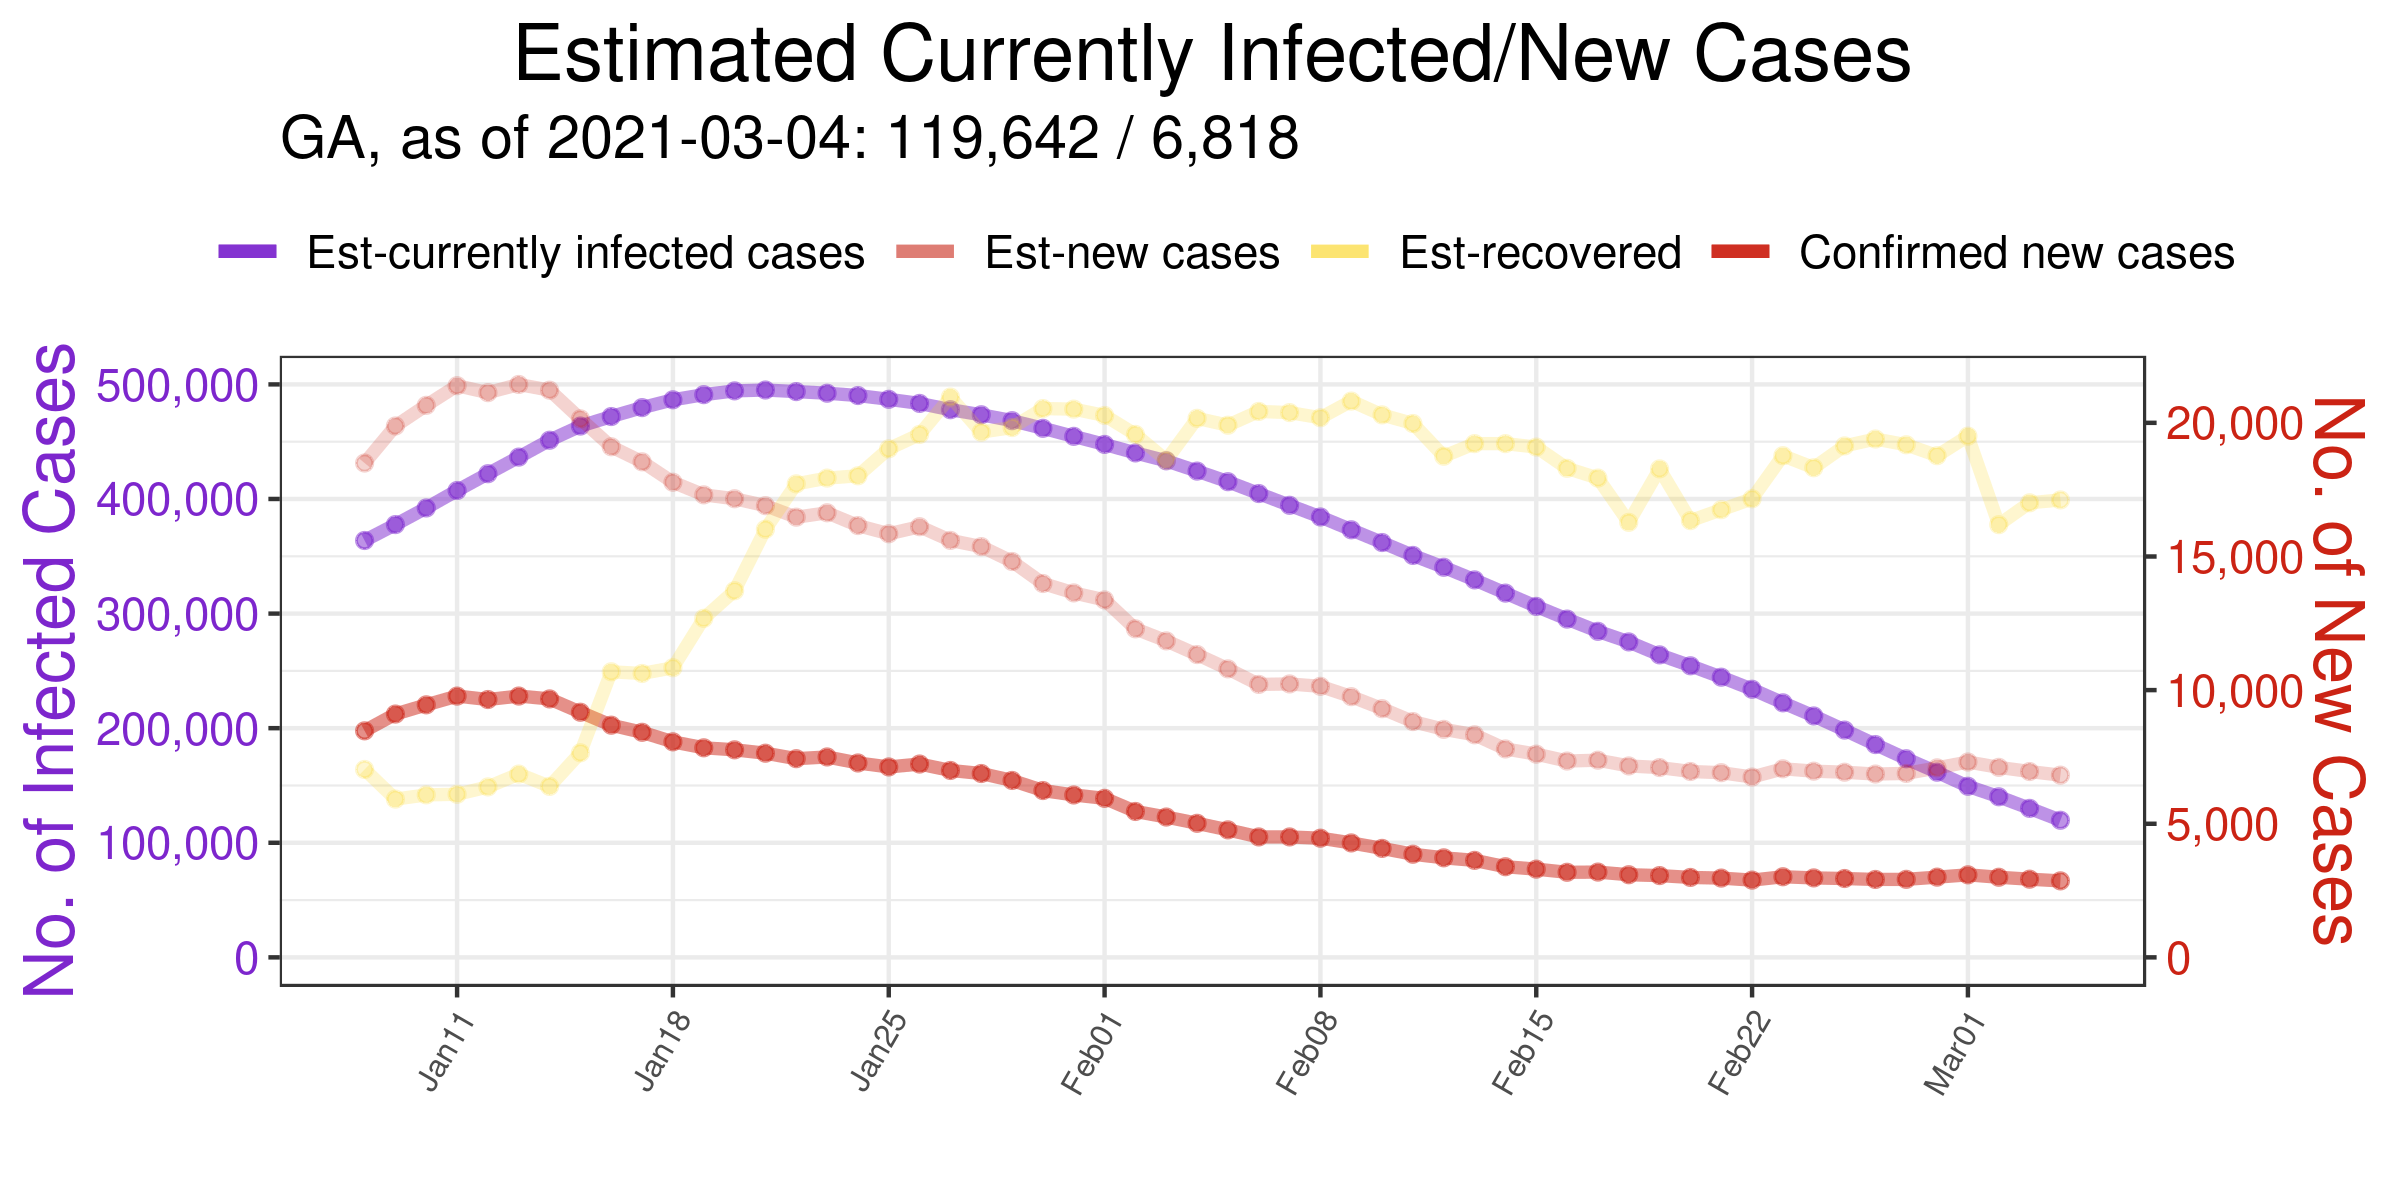 Estimated Currently Infected/New Cases
GA, as of 2021-03-04: 119,642 / 6,818
Est-currently infected cases Est-new cases Est-recovered Confirmed new cases
No. of Infected Cases
500,000
400,000
300,000
200,000
100,000
0
20,000
15,000
10,000
5,000
0
No. of New Cases
Jan11 Jan18 Jan25 Feb01 Feb08 Feb15 Feb22 Mar01